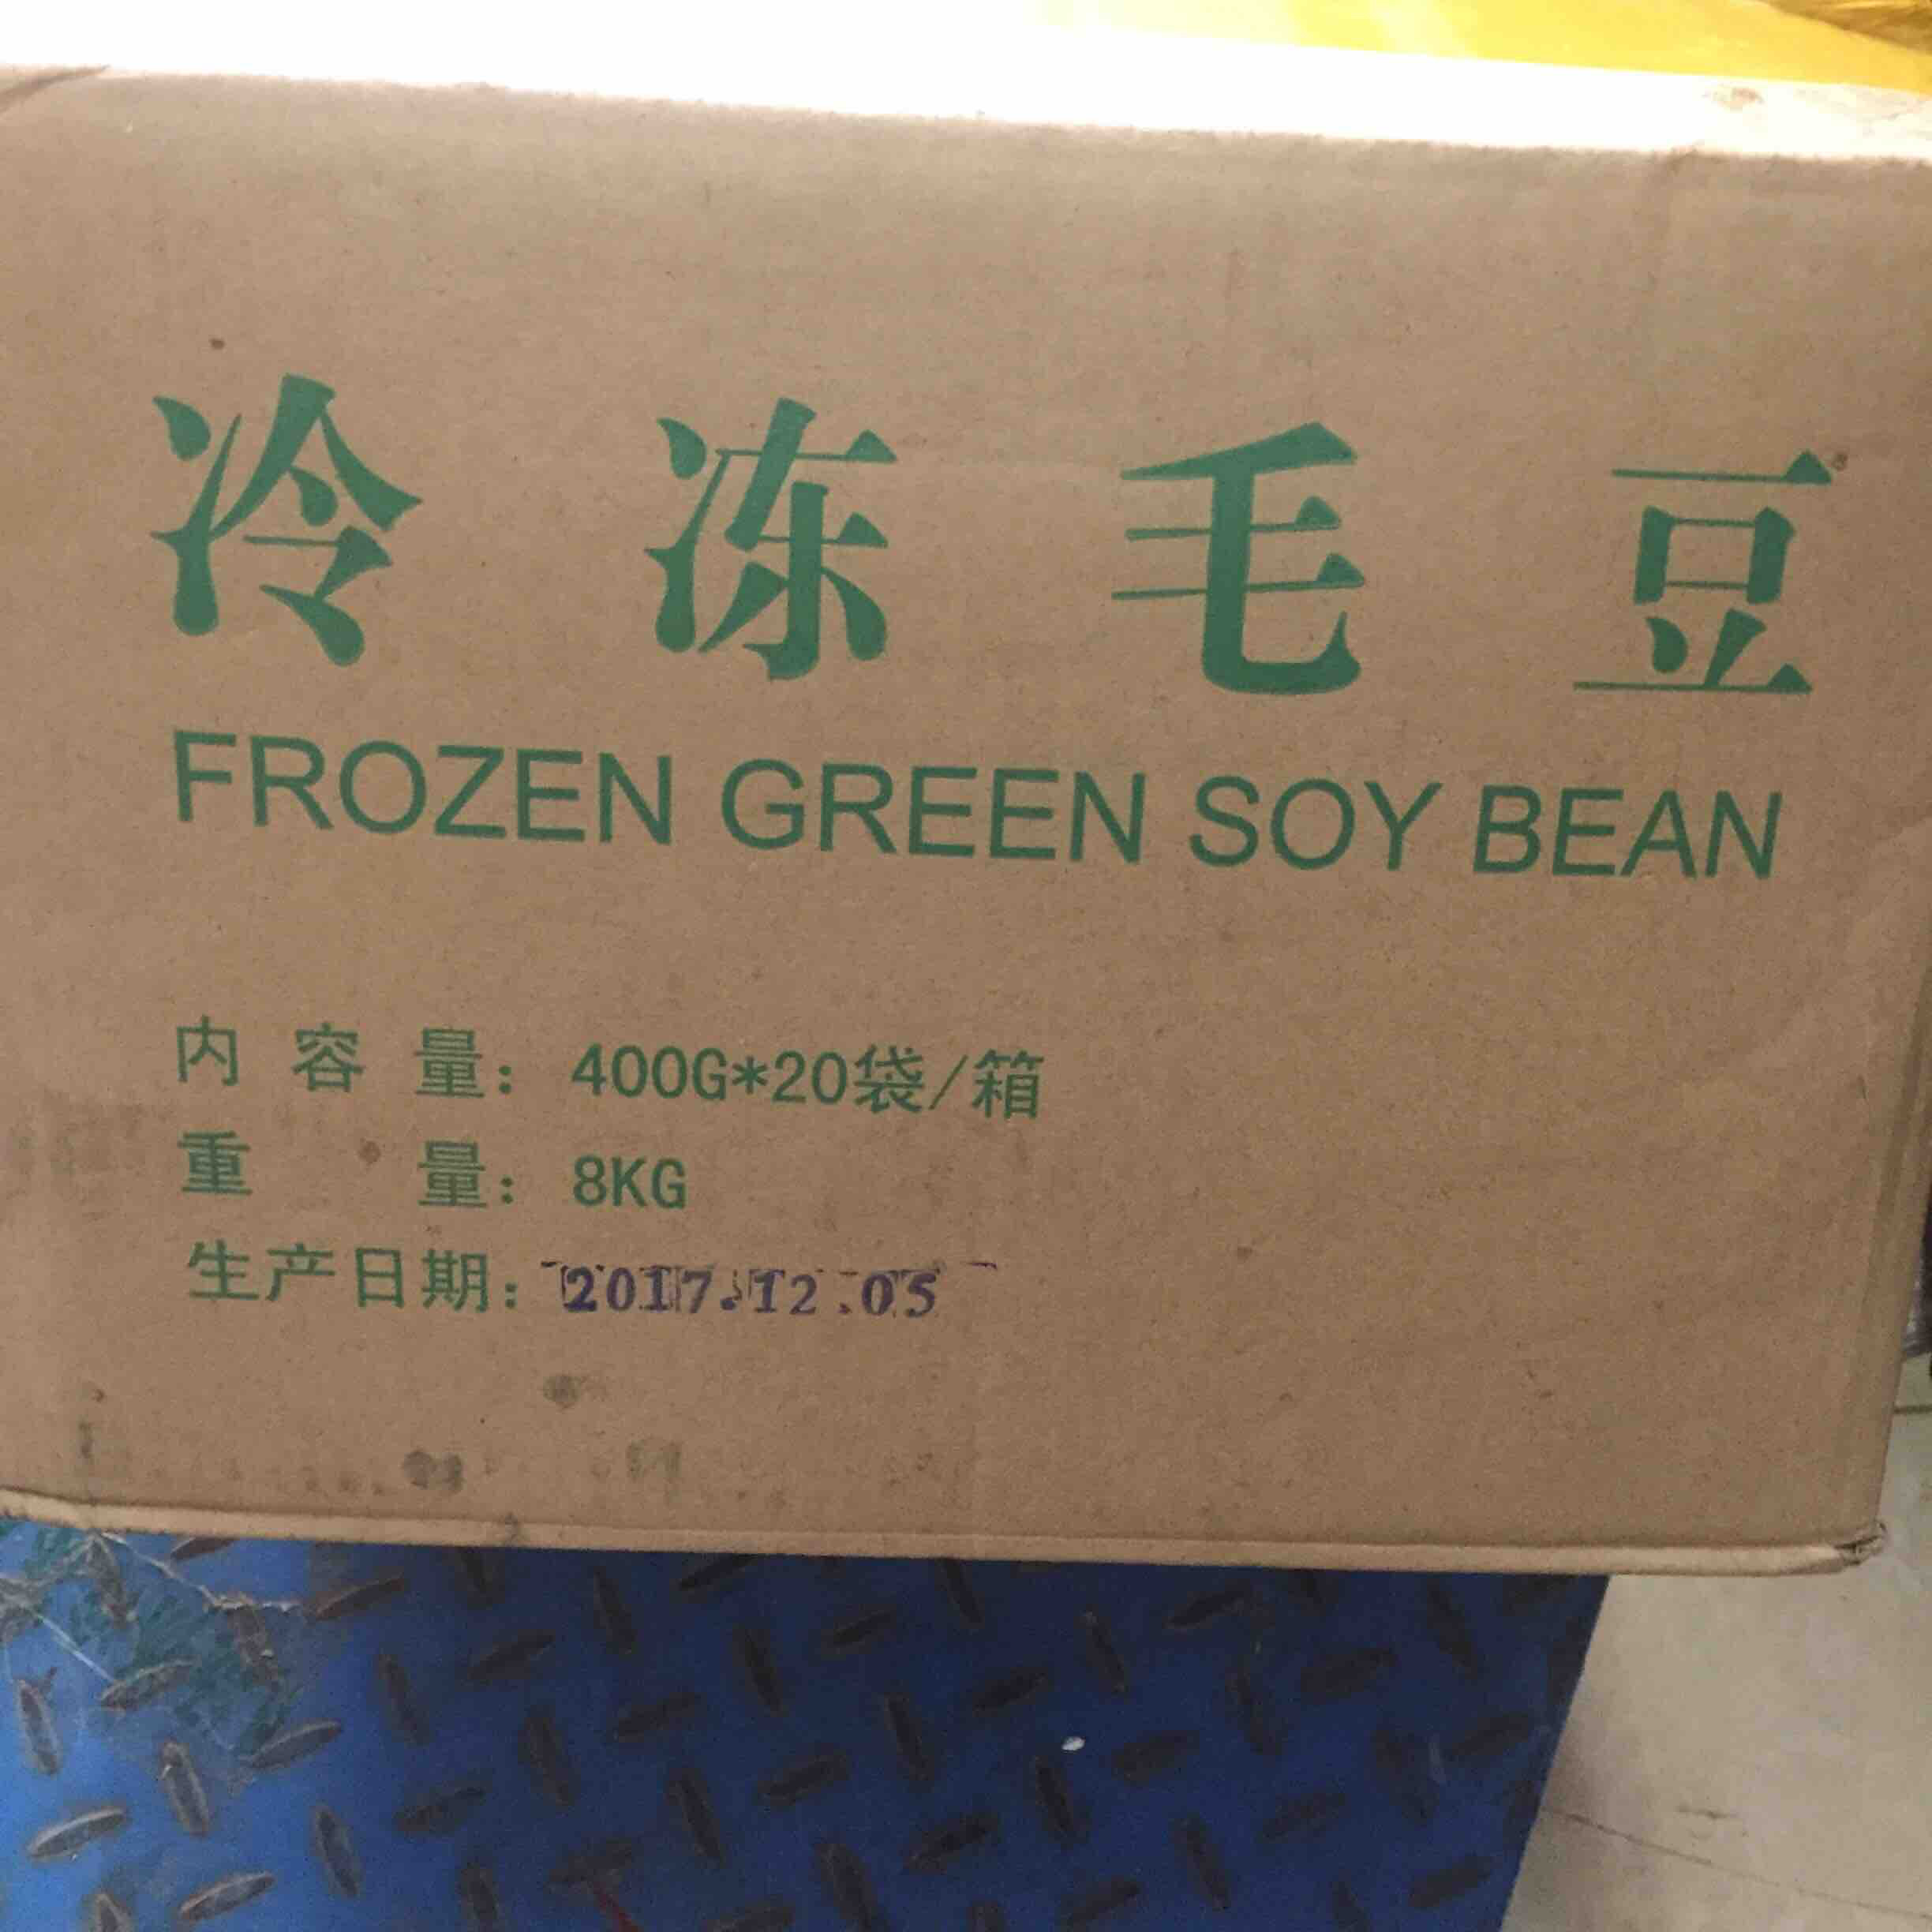 冷冻毛豆
FROZEN GREEN SOY BEAN
内容量：400G*20袋/箱
重量：8KG
生产日期：2017.12.05